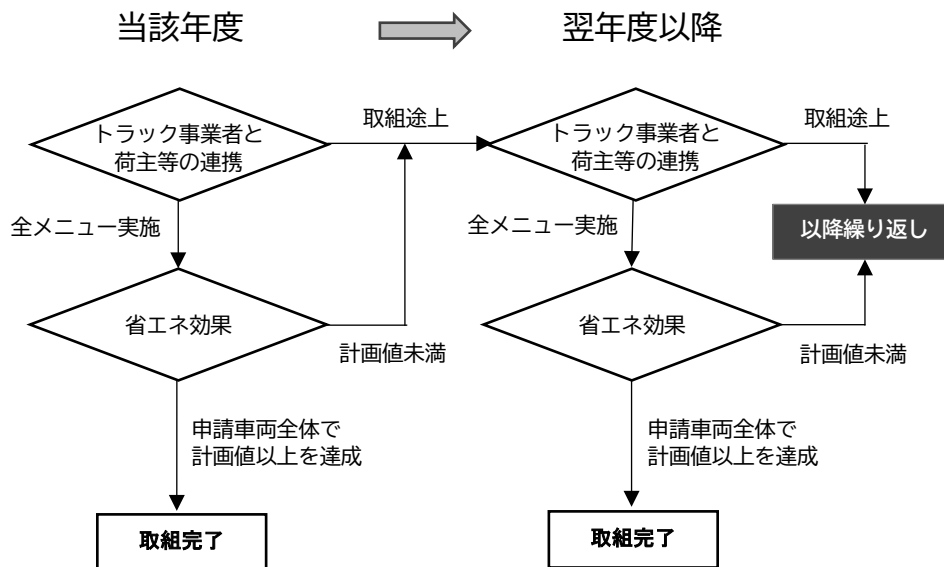 当該年度
翌年度以降
トラック事業者と
荷主等の連携
取組途上
トラック事業者と
荷主等の連携
取組途上
全メニュー実施
全メニュー実施
以降繰り返し
省エネ効果
計画値未満
省エネ効果
計画値未満
申請車両全体で
計画値以上を達成
申請車両全体で
計画値以上を達成
取組完了
取組完了